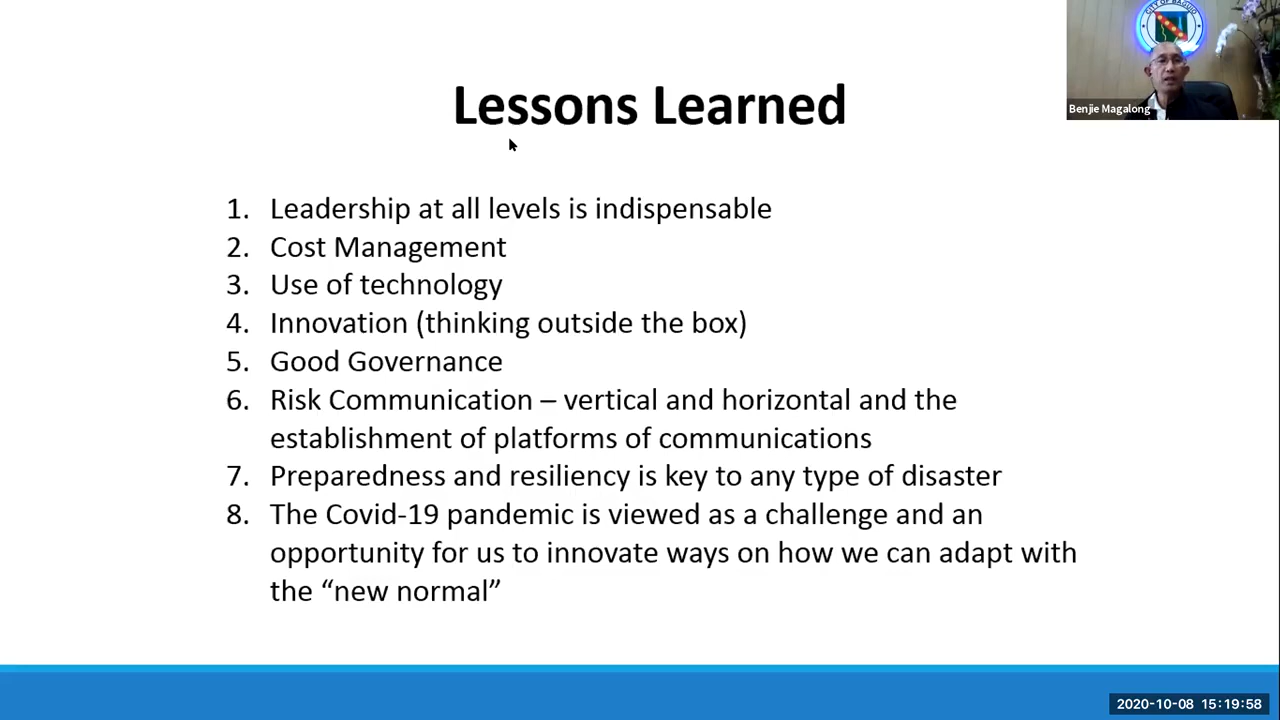 CITY OF BAGUIO
Benjie Magalong
Lessons Learned
1. Leadership at all levels is indispensable
2. Cost Management
3. Use of technology
4. Innovation (thinking outside the box)
5. Good Governance
6. Risk Communication – vertical and horizontal and the
establishment of platforms of communications
7. Preparedness and resiliency is key to any type of disaster
8. The Covid-19 pandemic is viewed as a challenge and an
opportunity for us to innovate ways on how we can adapt with
the “new normal”
2020-10-08 15:19:58